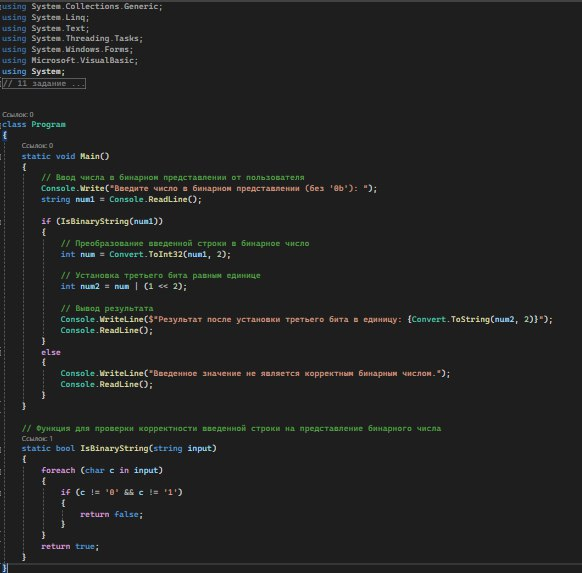 using System.Collections.Generic;
using System.Linq;
using System.Text;
using System.Threading.Tasks;
using System.Windows.Forms;
using Microsoft.VisualBasic;
using System;
// 11 задание ...
Ссылок: 0
class Program
{
Ссылок: 0
static void Main()
{
// Ввод числа в бинарном представлении от пользователя
Console.Write("Введите число в бинарном представлении (без '0b'): ");
string num1 = Console.ReadLine();
if (IsBinaryString(num1))
{
// Преобразование введенной строки в бинарное число
int num = Convert.ToInt32(num1, 2);
// Установка третьего бита равным единице
int num2 = num | (1 << 2);
// Вывод результата
Console.WriteLine($"Результат после установки третьего бита в единицу: {Convert.ToString(num2, 2)}");
Console.ReadLine();
}
else
{
Console.WriteLine("Введенное значение не является корректным бинарным числом.");
Console.ReadLine();
}
}
// Функция для проверки корректности введенной строки на представление бинарного числа
Ссылок: 1
static bool IsBinaryString(string input)
{
foreach (char c in input)
{
if (c != '0' && c != '1')
{
return false;
}
}
return true;
}
}